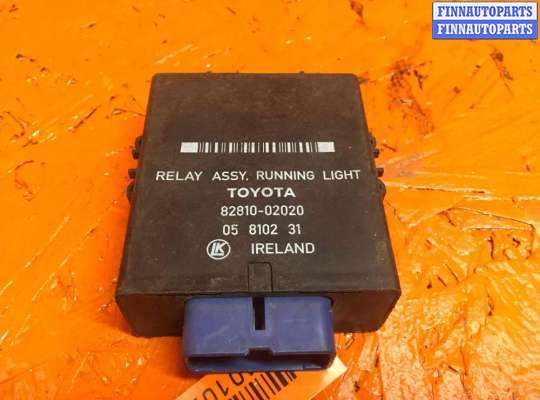 FINNAUTOPARTS
FINNAUTOPARTS
RELAY ASSY, RUNNING LIGHT
TOYOTA
82810-02020
05 8102 31
LK IRELAND